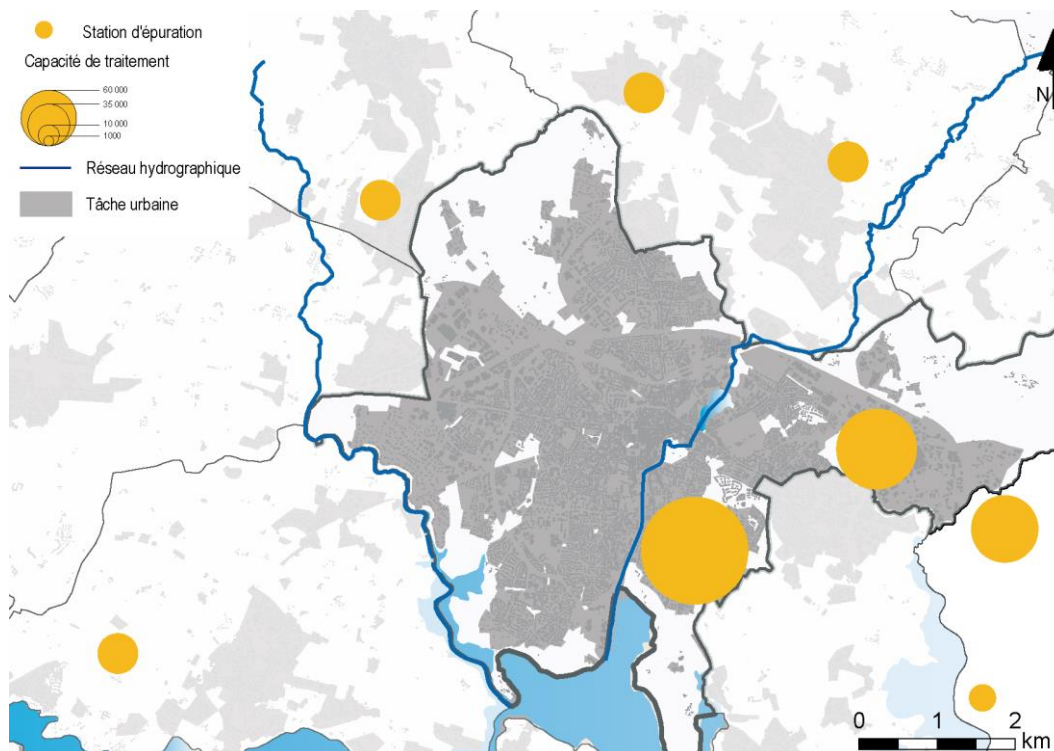 Station d'épuration
Capacité de traitement
60 000
35 000
10 000
1000
Réseau hydrographique
Tâche urbaine
N
0 1 2
km